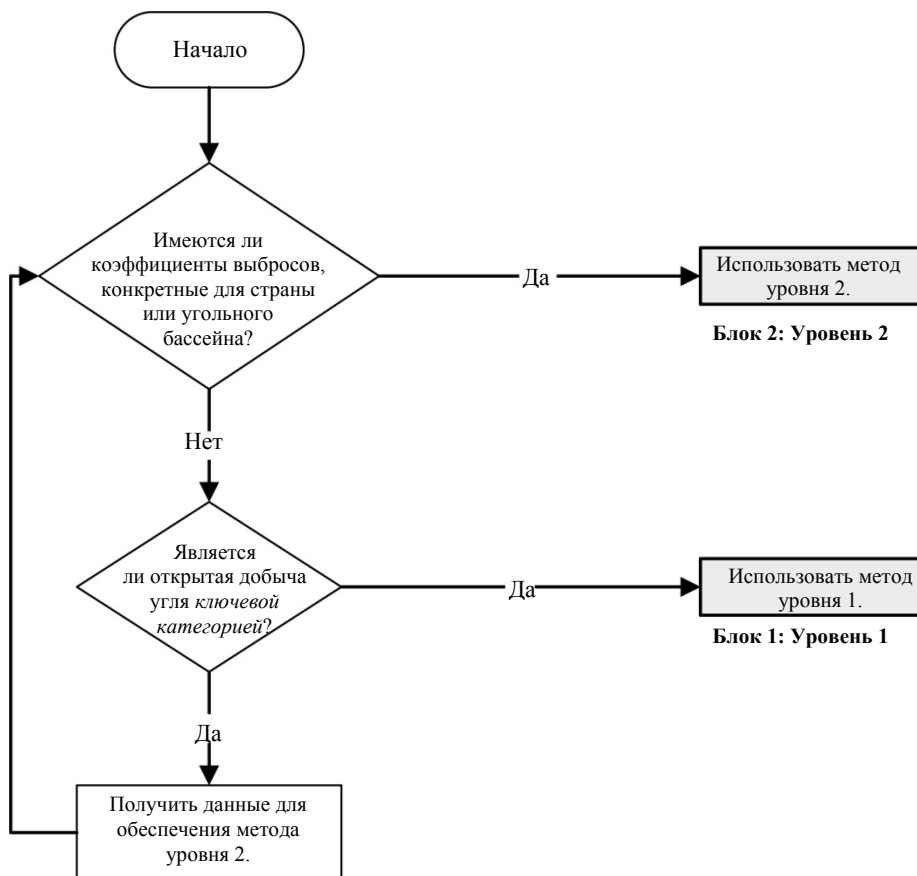 Начало
Имеются ли
коэффициенты выбросов,
конкретные для страны
или угольного
бассейна?
Да
Использовать метод
уровня 2.
Блок 2: Уровень 2
Нет
Является
ли открытая добыча
угля ключевой
категорией?
Да
Использовать метод
уровня 1.
Блок 1: Уровень 1
Да
Получить данные для
обеспечения метода
уровня 2.